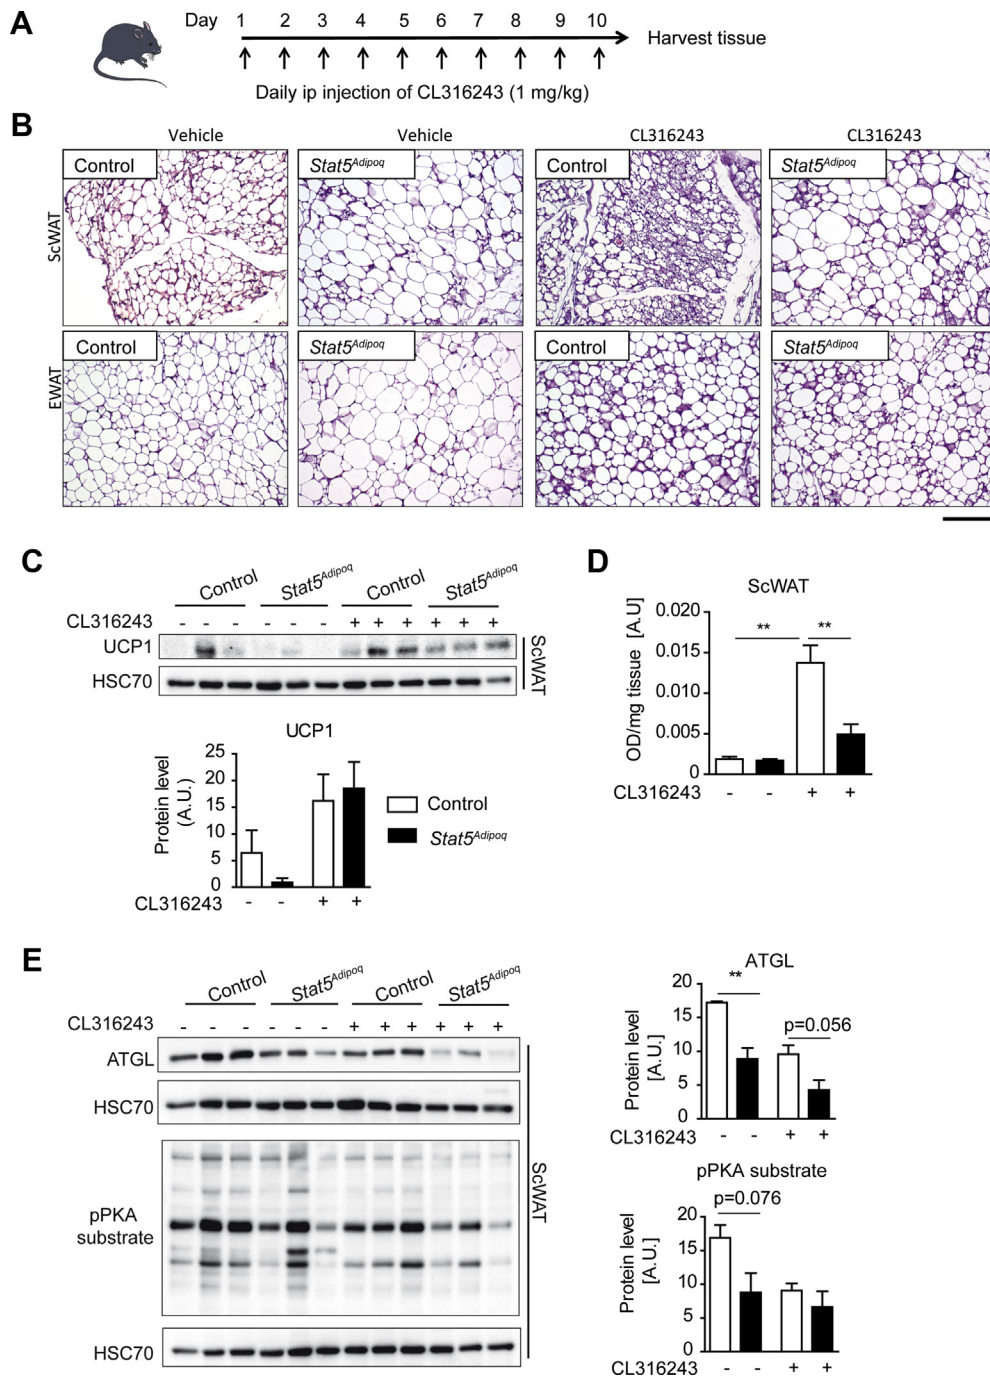 A
Day 1 2 3 4 5 6 7 8 9 10
Harvest tissue
Daily ip injection of CL316243 (1 mg/kg)
B
Vehicle Vehicle CL316243 CL316243
ScWAT
Control Stat5Adipoq Control Stat5Adipoq
EWAT
Control Stat5Adipoq Control Stat5Adipoq
C
Control Stat5Adipoq Control Stat5Adipoq
CL316243 - - - - - - + + + + + +
UCP1
HSC70
ScWAT
UCP1
Protein level
(A.U.)
25
20
15
10
5
0
CL316243 - - + +
Control
Stat5Adipoq
D
ScWAT
OD/mg tissue [A.U]
0.020
0.015
0.010
0.005
0
** **
CL316243 - - + +
E
Control Stat5Adipoq Control Stat5Adipoq
CL316243 - - - - - - + + + + + +
ATGL
HSC70
pPKA
substrate
HSC70
ScWAT
ATGL
**
p=0.056
Protein level
[A.U.]
20
15
10
5
0
CL316243 - - + +
pPKA substrate
p=0.076
Protein level
[A.U.]
20
15
10
5
0
CL316243 - - + +